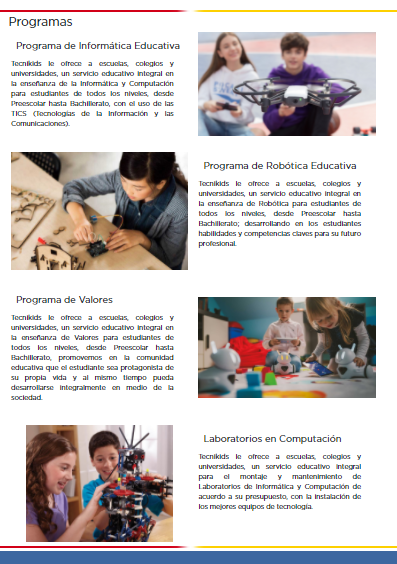 Programas
Programa de Informática Educativa
Tecnikids le ofrece a escuelas, colegios y
universidades, un servicio educativo integral en
la enseñanza de la Informática y Computación
para estudiantes de todos los niveles, desde
Preescolar hasta Bachillerato, con el uso de las
TICS (Tecnologías de la Información y las
Comunicaciones).
Programa de Robótica Educativa
Tecnikids le ofrece a escuelas, colegios y
universidades, un servicio educativo integral en
la enseñanza de Robótica para estudiantes de
todos los niveles, desde Preescolar hasta
Bachillerato; desarrollando en los estudiantes
habilidades y competencias claves para su futuro
profesional.
Programa de Valores
Tecnikids le ofrece a escuelas, colegios y
universidades, un servicio educativo integral en
la enseñanza de Valores para estudiantes de
todos los niveles, desde Preescolar hasta
Bachillerato, promovemos en la comunidad
educativa que el estudiante sea protagonista de
su propia vida y al mismo tiempo pueda
desarrollarse integralmente en medio de la
sociedad.
Laboratorios en Computación
Tecnikids le ofrece a escuelas, colegios y
universidades, un servicio educativo integral
para el montaje y mantenimiento de
Laboratorios de Informática y Computación de
acuerdo a su presupuesto, con la instalación de
los mejores equipos de tecnología.